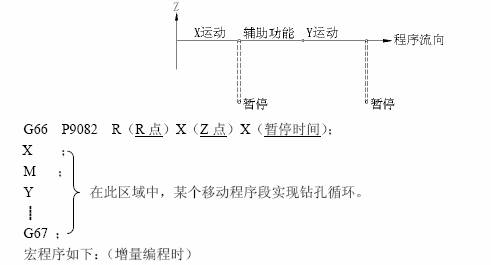 Z
X运动 辅助功能 Y运动 程序流向
暂停 暂停
G66 P9082 R（R点）X（Z点）X（暂停时间）；
X ；
M ；
Y 在此区域中，某个移动程序段实现钻孔循环。
G67 ；
宏程序如下：（增量编程时）